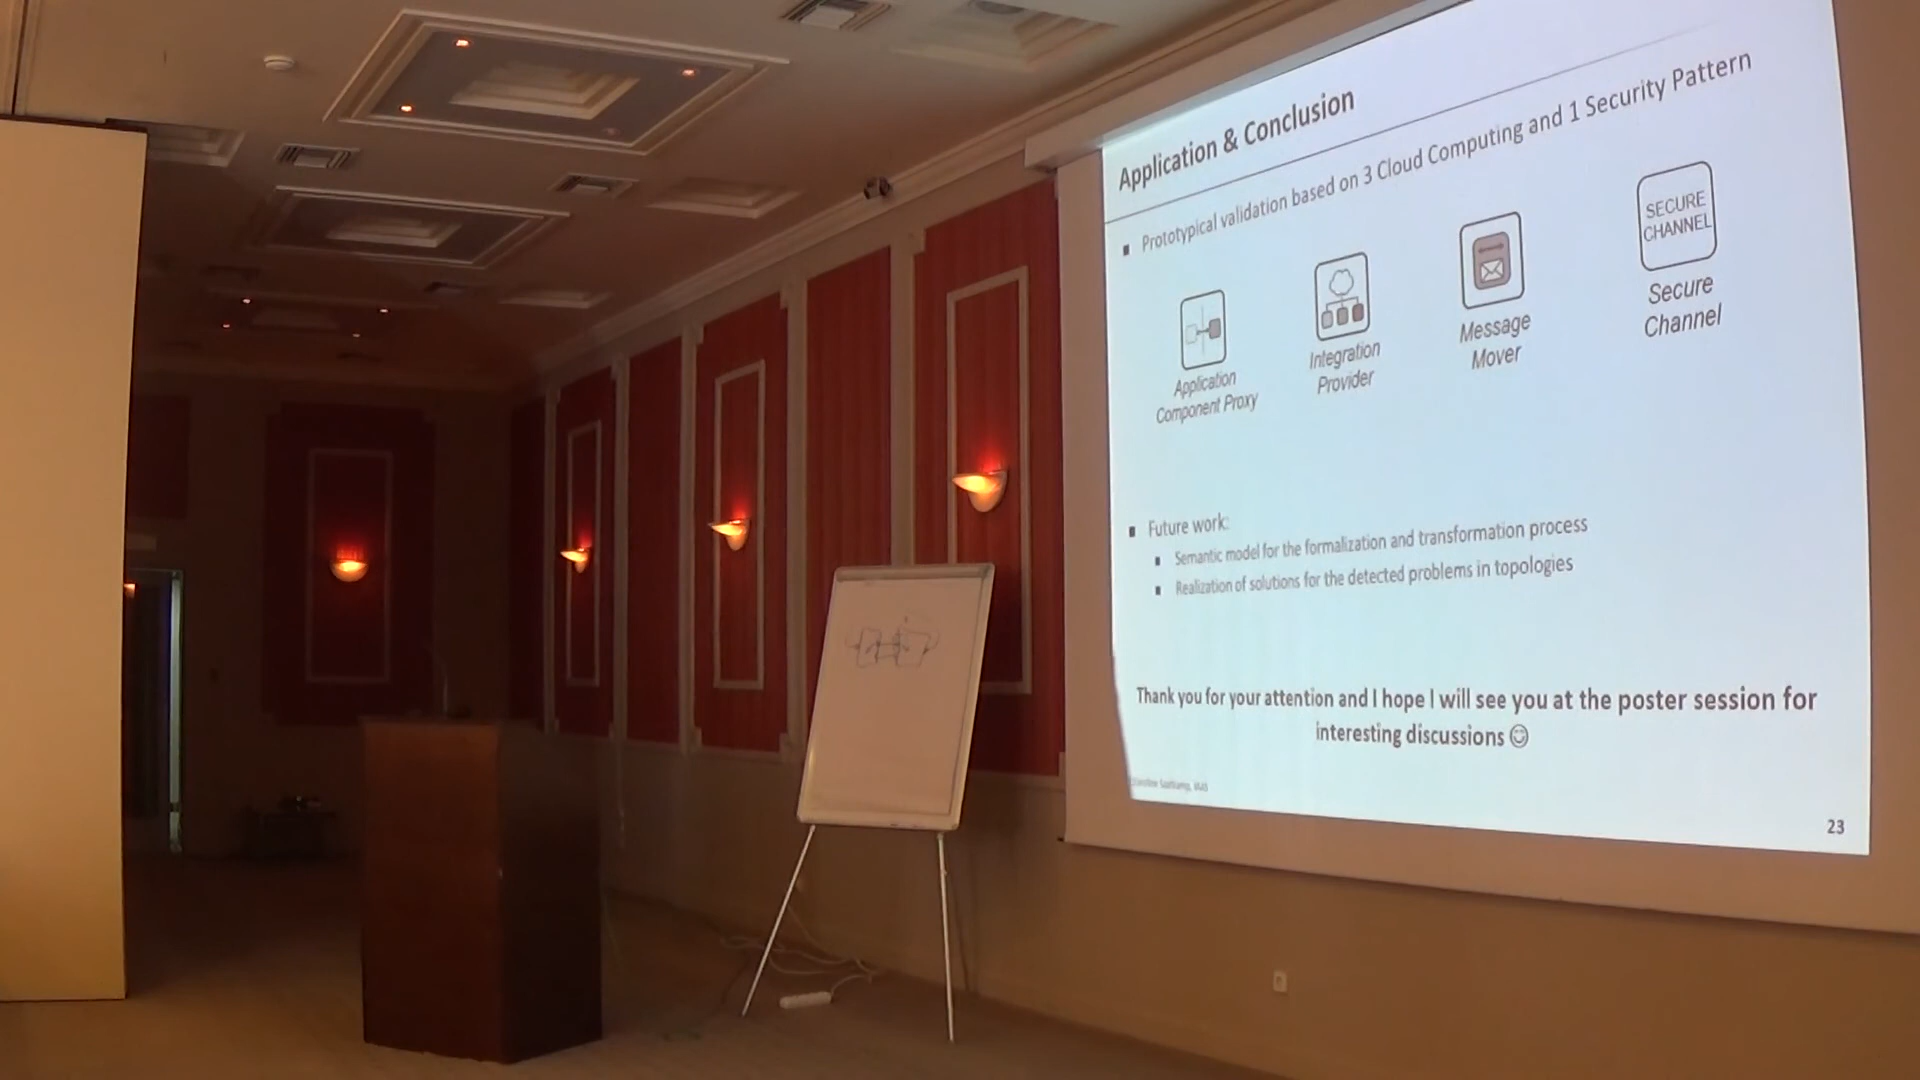 Application & Conclusion
▪ Prototypical validation based on 3 Cloud Computing and 1 Security Pattern
Application
Component Proxy
Integration
Provider
Message
Mover
SECURE
CHANNEL
Secure
Channel
▪ Future work:
▪ Semantic model for the formalization and transformation process
▪ Realization of solutions for the detected problems in topologies
Thank you for your attention and I hope I will see you at the poster session for
interesting discussions ☺
23